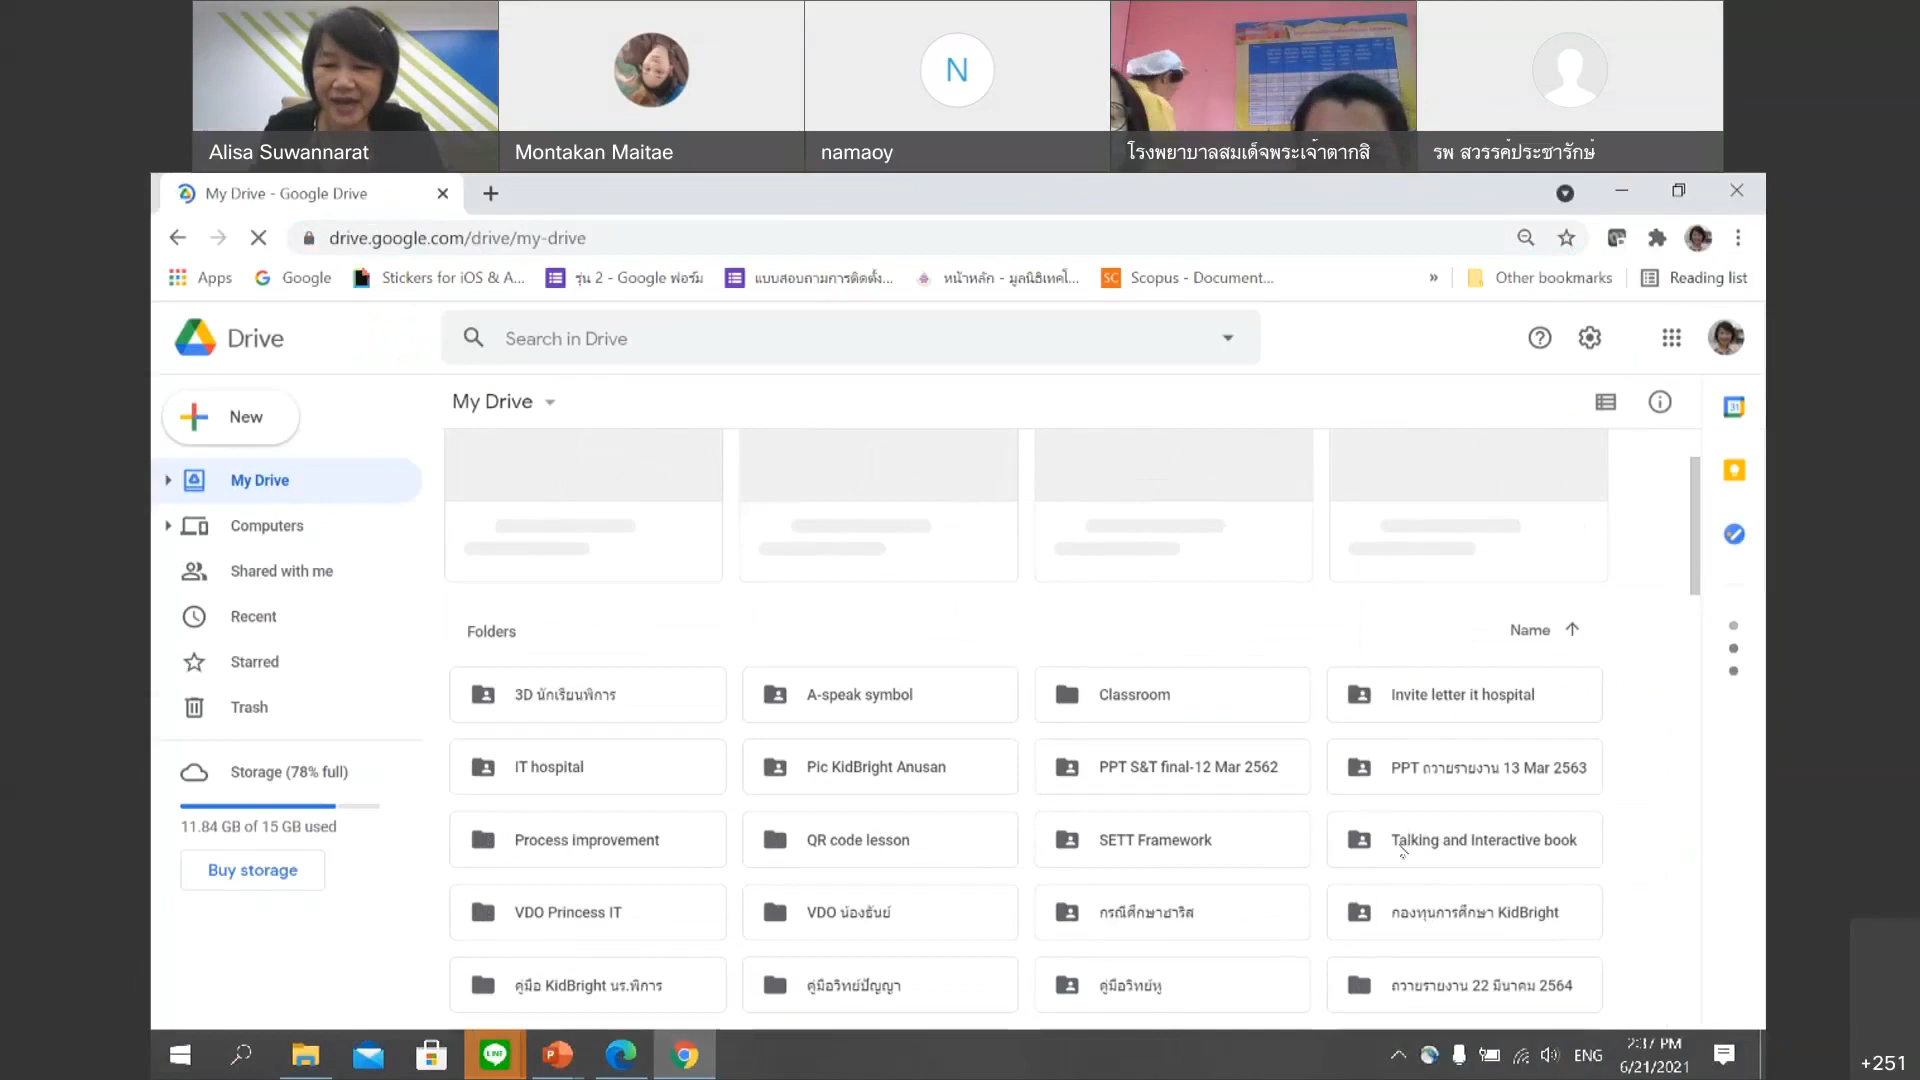 Alisa Suwannarat
Montakan Maitae
N
namaoy
โรงพยาบาลสมเด็จพระเจ้าตากสิ
รพ สวรรค์ประชารักษ์
My Drive - Google Drive
drive.google.com/drive/my-drive
Apps
Google
Stickers for iOS & A...
รุ่น 2 - Google ฟอร์ม
แบบสอบถามการติดตั้ง...
หน้าหลัก - มูลนิธิเทคโ...
SC
Scopus - Document...
»
Other bookmarks
Reading list
Drive
Search in Drive
New
My Drive
31
My Drive
Computers
Shared with me
Recent
Starred
Trash
Storage (78% full)
11.84 GB of 15 GB used
Buy storage
Folders
Name
3D นักเรียนพิการ
A-speak symbol
Classroom
Invite letter it hospital
IT hospital
Pic KidBright Anusan
PPT S&T final-12 Mar 2562
PPT ถวายรายงาน 13 Mar 2563
Process improvement
QR code lesson
SETT Framework
Talking and Interactive book
VDO Princess IT
VDO น้องธันย์
กรณีศึกษาฮาริส
กองทุนการศึกษา KidBright
คู่มือ KidBright นร.พิการ
คู่มือวิทย์ปัญญา
คู่มือวิทย์หู
ถวายรายงาน 22 มีนาคม 2564
LINE
P
ENG
2:37 PM
6/21/2021
+251